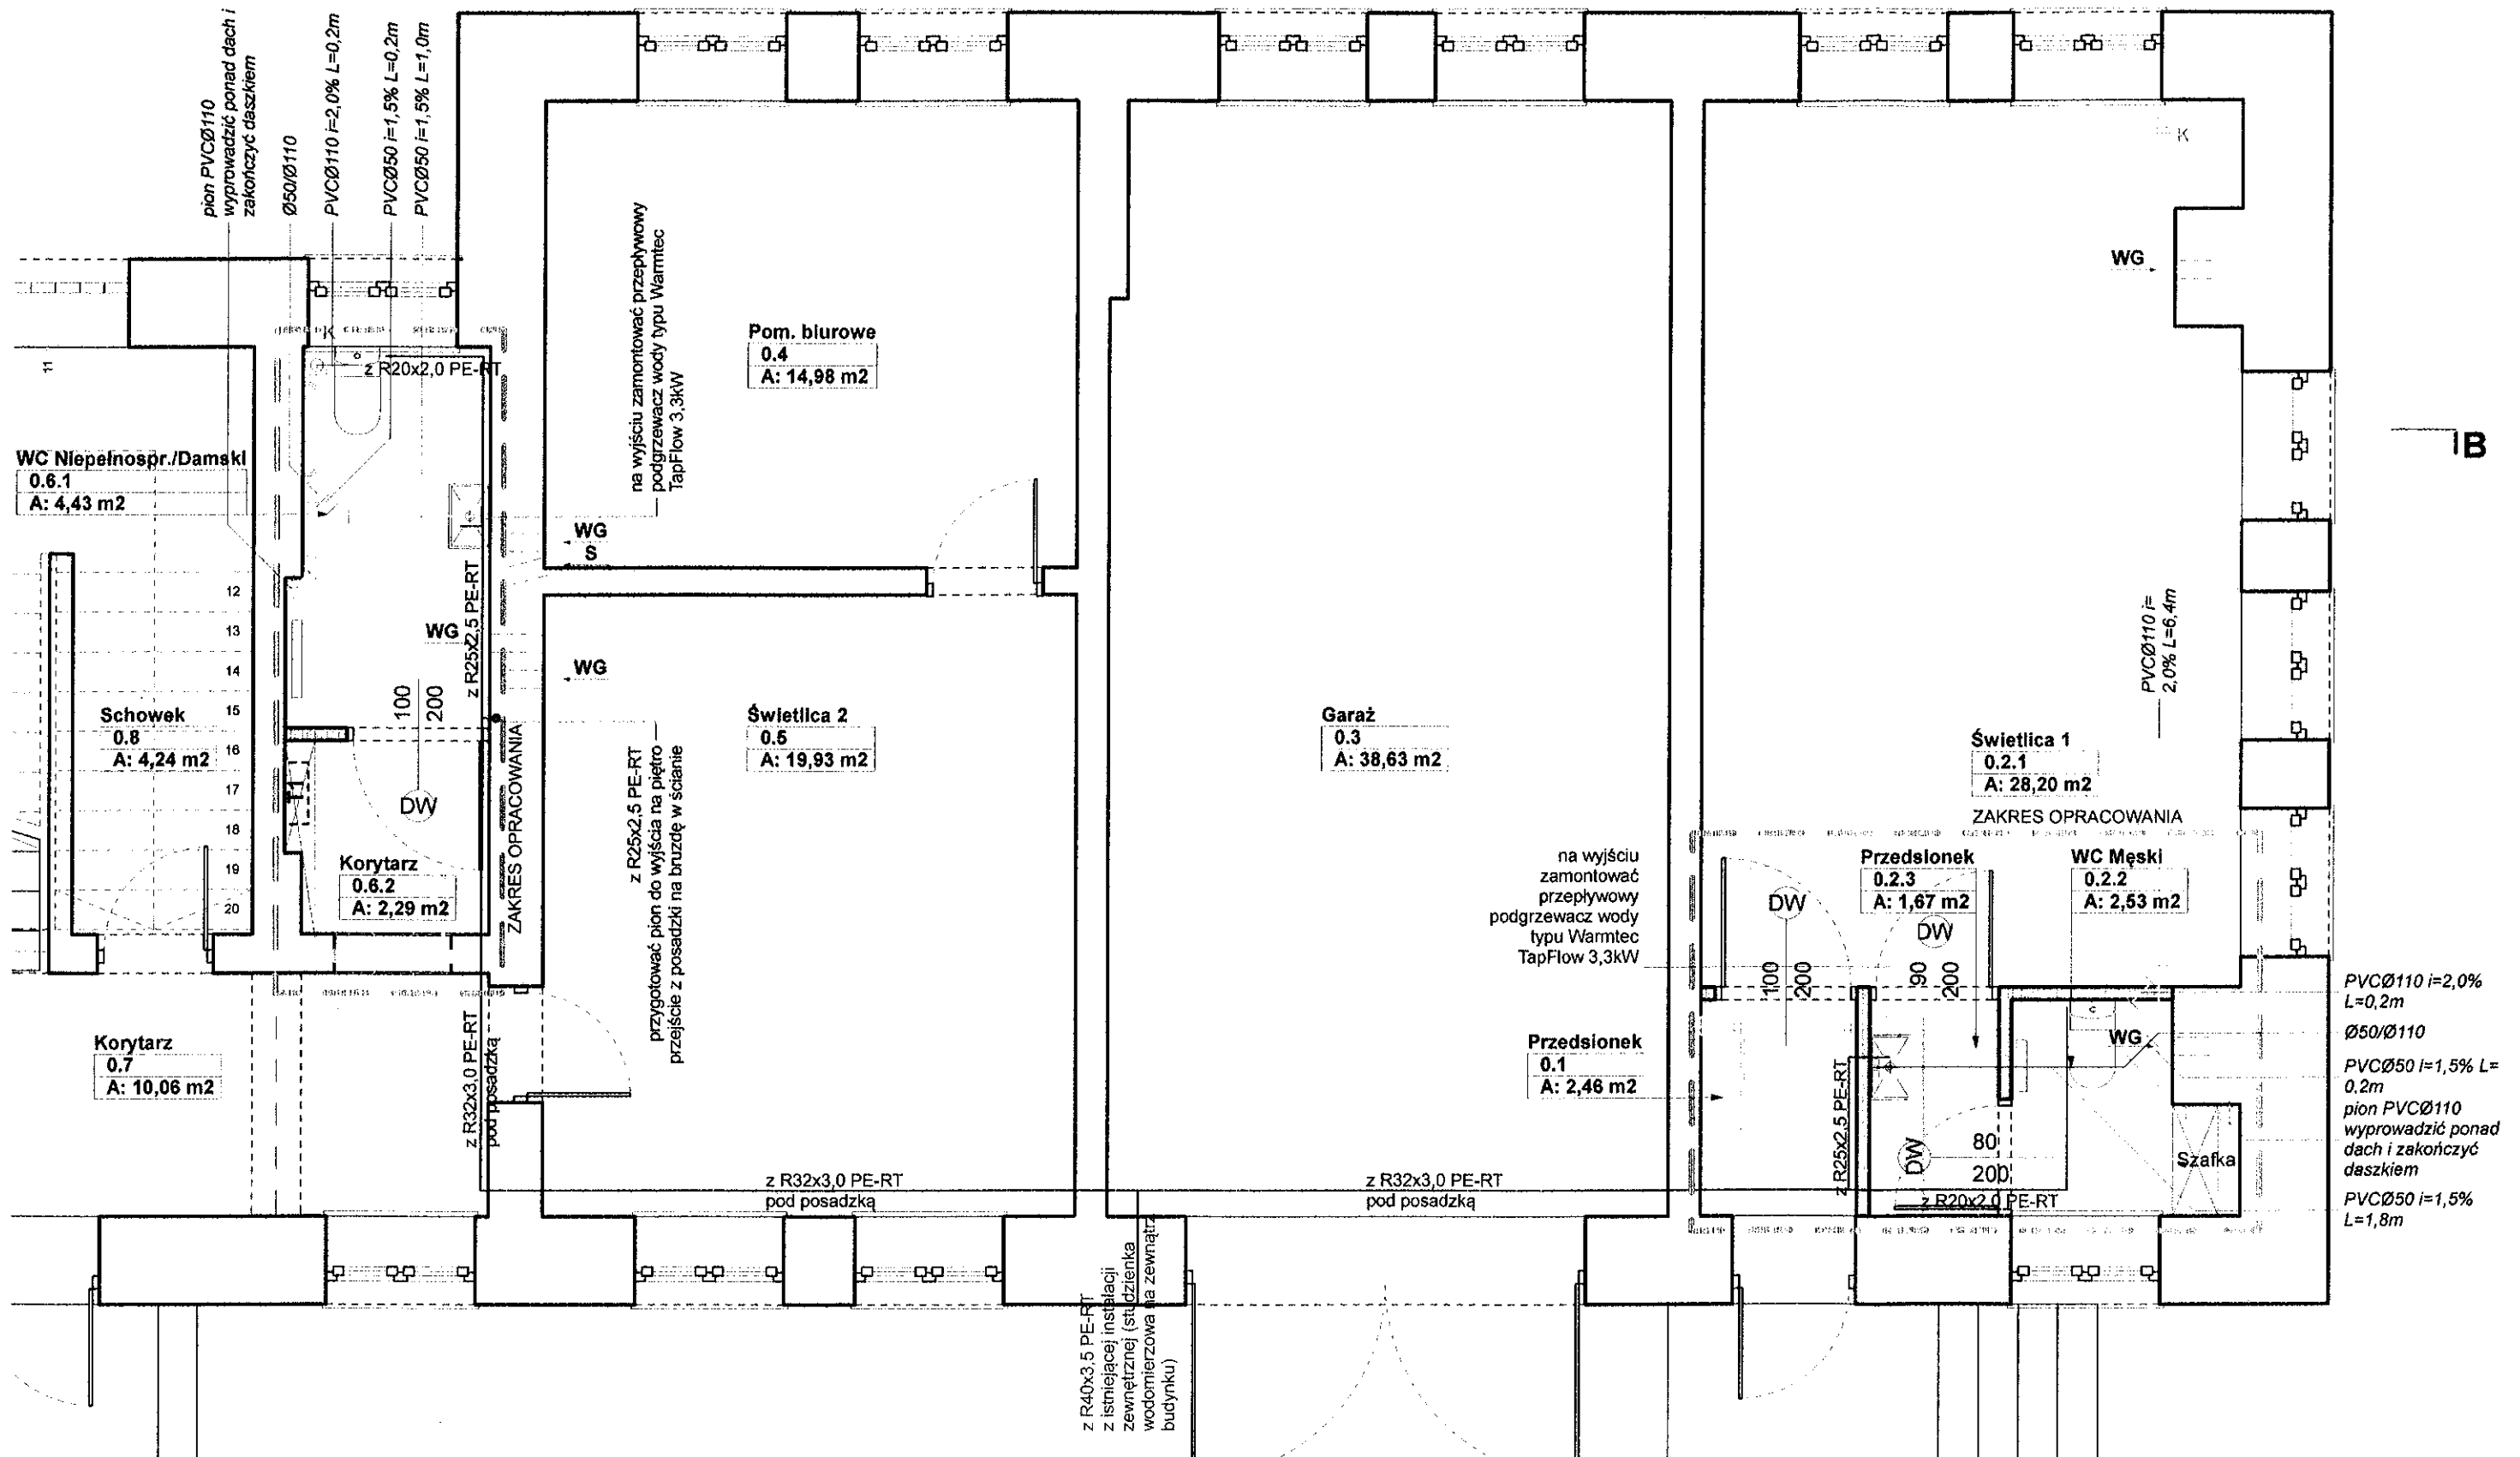 pion PVCØ110
wyprowadzić ponad dach i
zakończyć daszkiem
Ø50/Ø110
PVCØ110 i=2,0% L=0,2m
PVCØ50 i=1,5% L=0,2m
PVCØ50 i=1,5% L=1,0m
K
z R20x2,0 PE-RT
11
WC Niepełnospr./Damski
0.6.1
A: 4,43 m2
na wyjściu zamontować przepływowy
podgrzewacz wody typu Warmtec
TapFlow 3,3kW
Pom. biurowe
0.4
A: 14,98 m2
WG
S
z R25x2,5 PE-RT
WG
WG
12
13
14
15
16
17
18
19
20
Schowek
0.8
A: 4,24 m2
100
200
DW
Korytarz
0.6.2
A: 2,29 m2
ZAKRES OPRACOWANIA
z R25x2,5 PE-RT
przygotować pion do wyjścia na piętro
przejście z posadzki na bruzdę w ścianie
Świetlica 2
0.5
A: 19,93 m2
Garaż
0.3
A: 38,63 m2
K
WG
B
PVCØ110 i=
2,0% L=6,4m
Świetlica 1
0.2.1
A: 28,20 m2
ZAKRES OPRACOWANIA
na wyjściu
zamontować
przepływowy
podgrzewacz wody
typu Warmtec
TapFlow 3,3kW
Przedsionek
0.2.3
A: 1,67 m2
WC Męski
0.2.2
A: 2,53 m2
DW
100
200
DW
90
200
Korytarz
0.7
A: 10,06 m2
z R32x3,0 PE-RT
pod posadzką
Przedsionek
0.1
A: 2,46 m2
z R25x2,5 PE-RT
WG
DW
80
200
Szafka
z R20x2,0 PE-RT
PVCØ110 i=2,0%
L=0,2m
Ø50/Ø110
PVCØ50 i=1,5% L=
0,2m
pion PVCØ110
wyprowadzić ponad
dach i zakończyć
daszkiem
PVCØ50 i=1,5%
L=1,8m
z R32x3,0 PE-RT
pod posadzką
z R32x3,0 PE-RT
pod posadzką
z R40x3,5 PE-RT
z istniejącej instalacji
zewnętrznej (studzienka
wodomierzowa na zewnątrz
budynku)